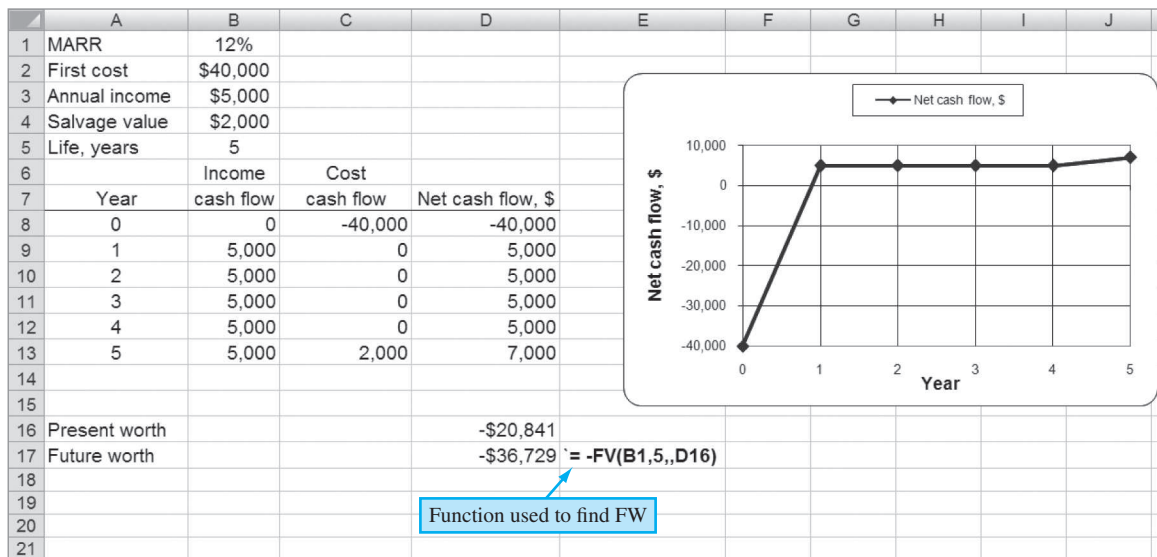 A B C D E F G H I J
1 MARR 12%
2 First cost $40,000
3 Annual income $5,000
4 Salvage value $2,000
5 Life, years 5
6 Income Cost
7 Year cash flow cash flow Net cash flow, $
8 0 0 -40,000 -40,000
9 1 5,000 0 5,000
10 2 5,000 0 5,000
11 3 5,000 0 5,000
12 4 5,000 0 5,000
13 5 5,000 2,000 7,000
14
15
16 Present worth -$20,841
17 Future worth -$36,729 `= -FV(B1,5,,D16)
18
19
20
21
Function used to find FW
Net cash flow, $
Net cash flow, $
10,000
0
-10,000
-20,000
-30,000
-40,000
0 1 2 3 4 5
Year